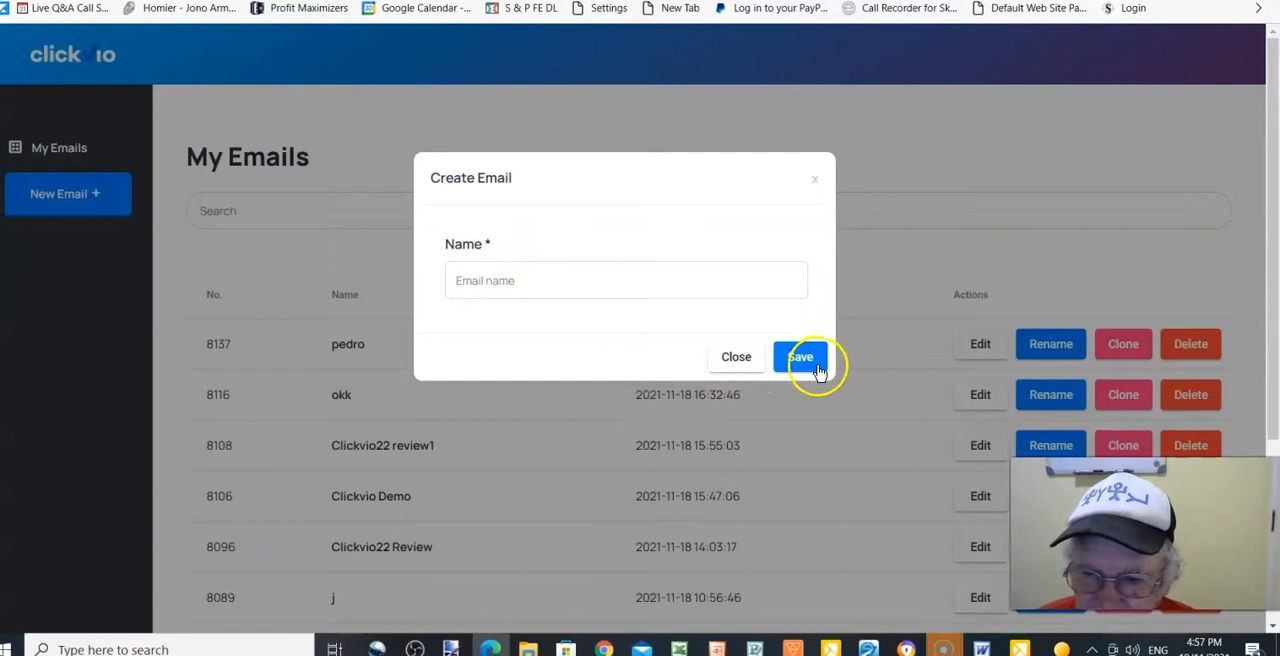 Live Q&A Call S...
Homier - Jono Arm...
Profit Maximizers
Google Calendar -...
S & P FE DL
Settings
New Tab
Log in to your PayP...
Call Recorder for Sk...
Default Web Site Pa...
Login
clickvio
My Emails
New Email +
My Emails
Search
Create Email
x
Name *
Email name
Close
Save
No.
Name
Actions
8137
pedro
Edit
Rename
Clone
Delete
8116
okk
2021-11-18 16:32:46
Edit
Rename
Clone
Delete
8108
Clickvio22 review1
2021-11-18 15:55:03
Edit
Rename
Clone
Delete
8106
Clickvio Demo
2021-11-18 15:47:06
Edit
8096
Clickvio22 Review
2021-11-18 14:03:17
Edit
8089
j
2021-11-18 10:56:46
Edit
Type here to search
ENG
4:57 PM